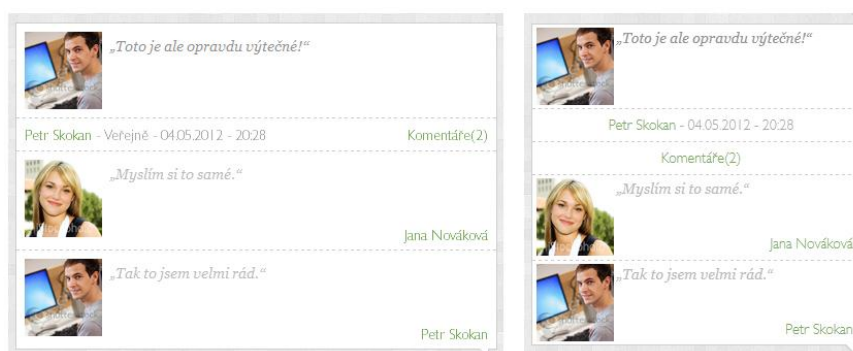 „Toto je ale opravdu výtečné!“
Petr Skokan - Veřejně - 04.05.2012 - 20:28 Komentáře(2)
„Myslím si to samé.“
Jana Nováková
„Tak to jsem velmi rád.“
Petr Skokan
„Toto je ale opravdu výtečné!“
Petr Skokan - 04.05.2012 - 20:28
Komentáře(2)
„Myslím si to samé.“
Jana Nováková
„Tak to jsem velmi rád.“
Petr Skokan